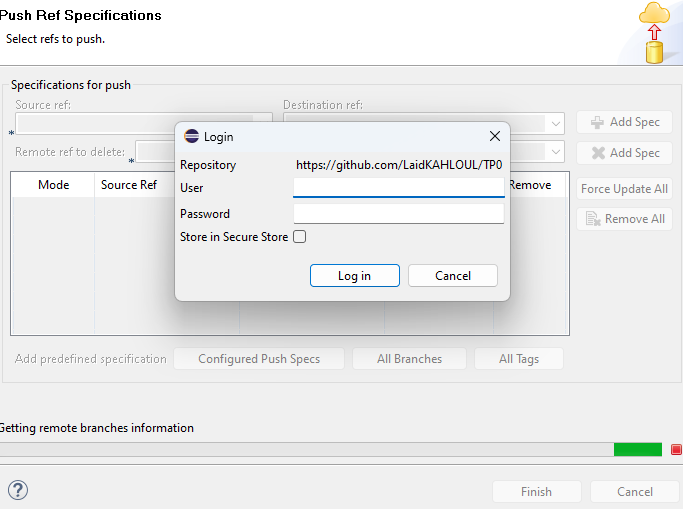 Push Ref Specifications
Select refs to push.
Specifications for push
Source ref:
Destination ref:
*
Add Spec
Remote ref to delete:
*
Add Spec
Mode
Source Ref
Remove
Force Update All
Remove All
Login
Repository
https://github.com/LaidKAHLOUL/TP0
User
Password
Store in Secure Store
Log in
Cancel
Add predefined specification
Configured Push Specs
All Branches
All Tags
Getting remote branches information
?
Finish
Cancel